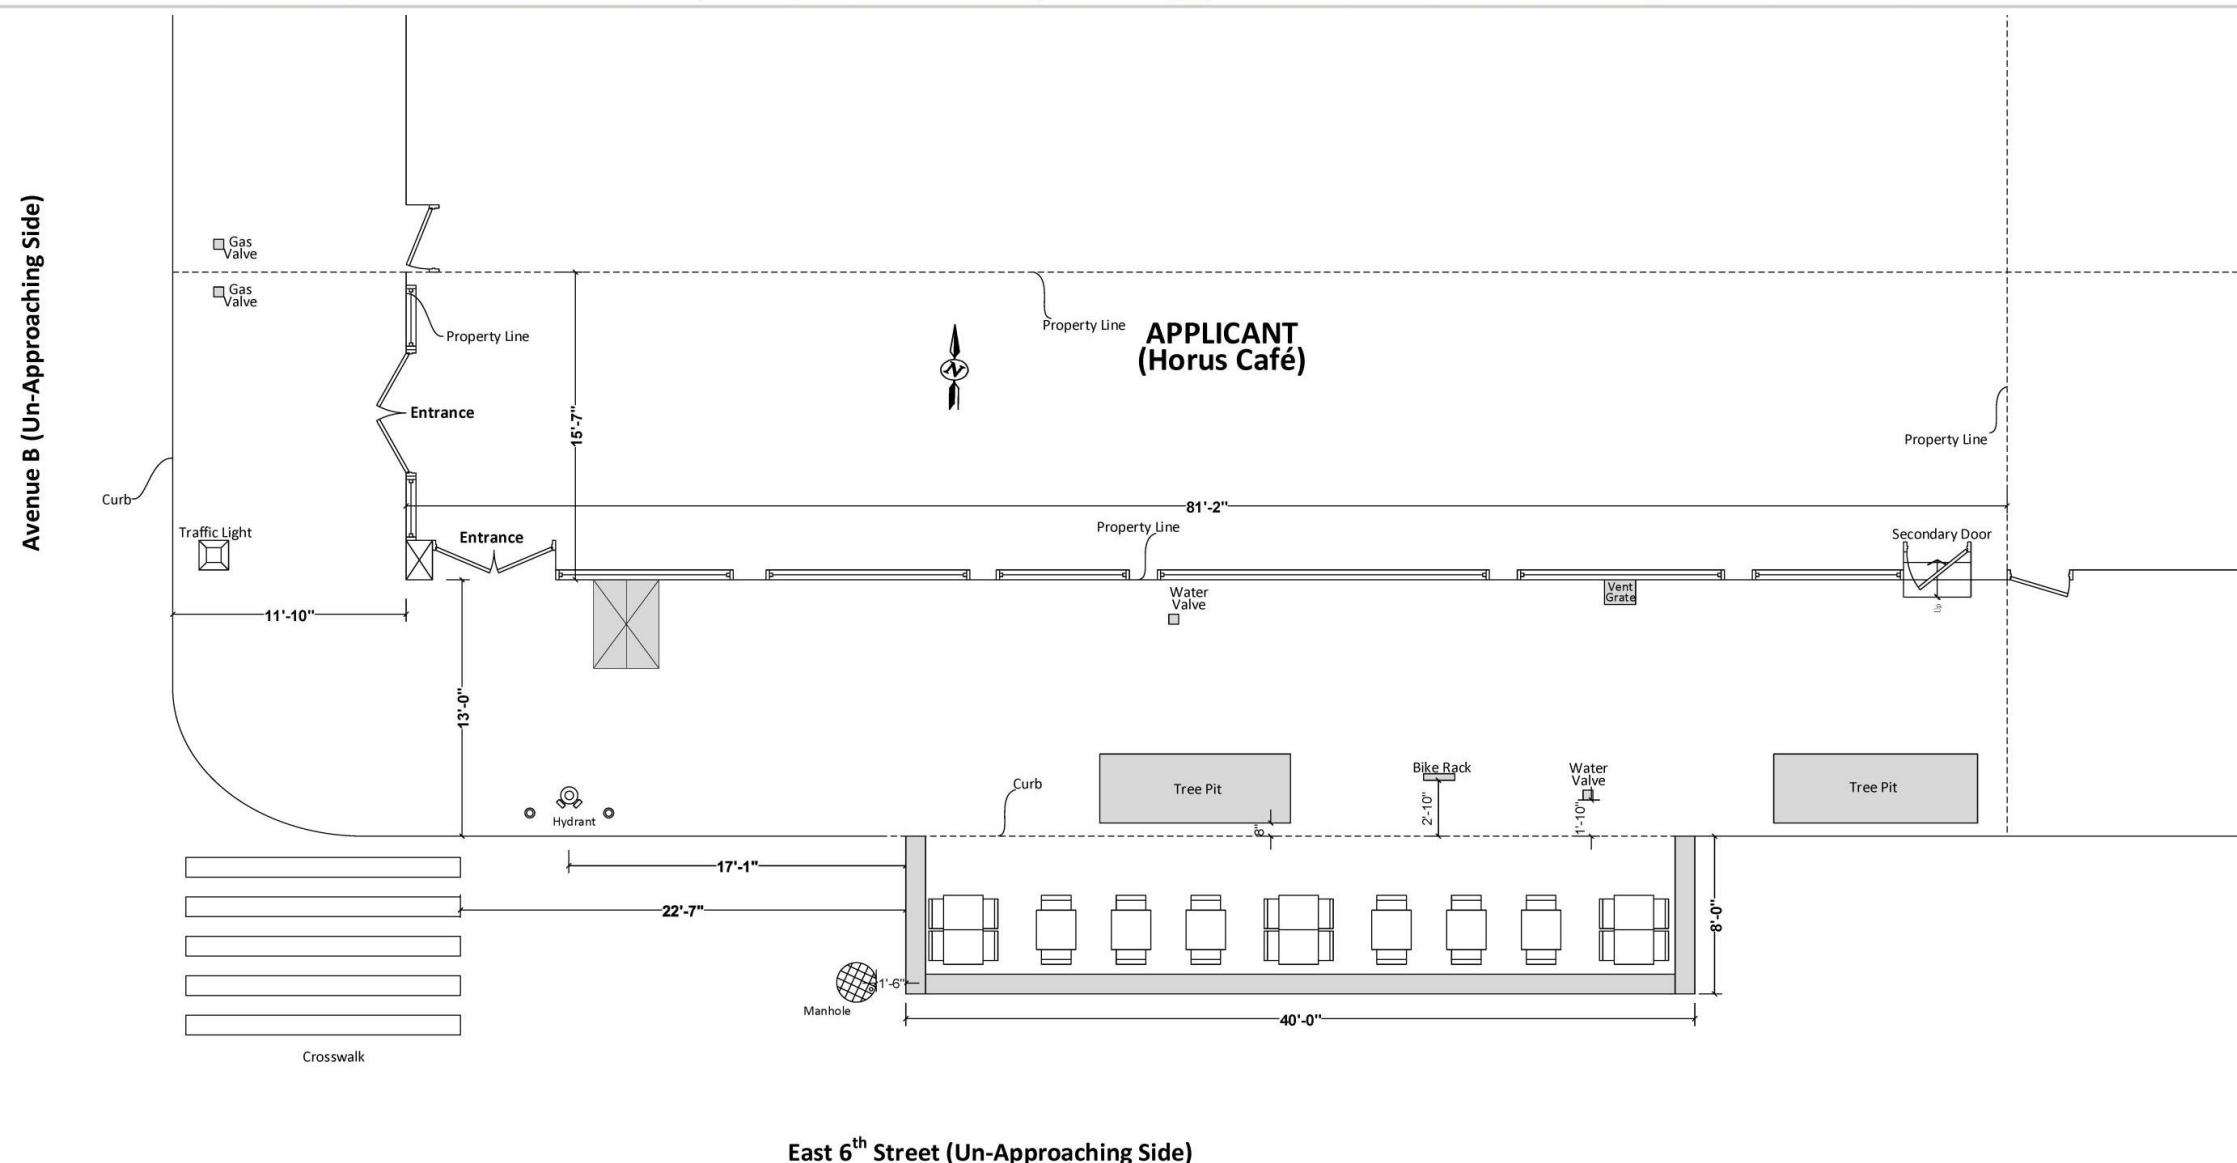 Avenue B (Un-Approaching Side)
Gas
Valve
Gas
Valve
Property Line
Property Line
APPLICANT
(Horus Café)
N
Entrance
15'-7"
Property Line
Curb
81'-2"
Traffic Light
Entrance
Property Line
Secondary Door
Water
Valve
Vent
Grate
Up
11'-10"
13'-0"
Curb
Tree Pit
Bike Rack
Water
Valve
Tree Pit
Hydrant
8"
2'-10"
1'-10"
17'-1"
22'-7"
8'-0"
1'-6"
Manhole
40'-0"
Crosswalk
East 6th Street (Un-Approaching Side)